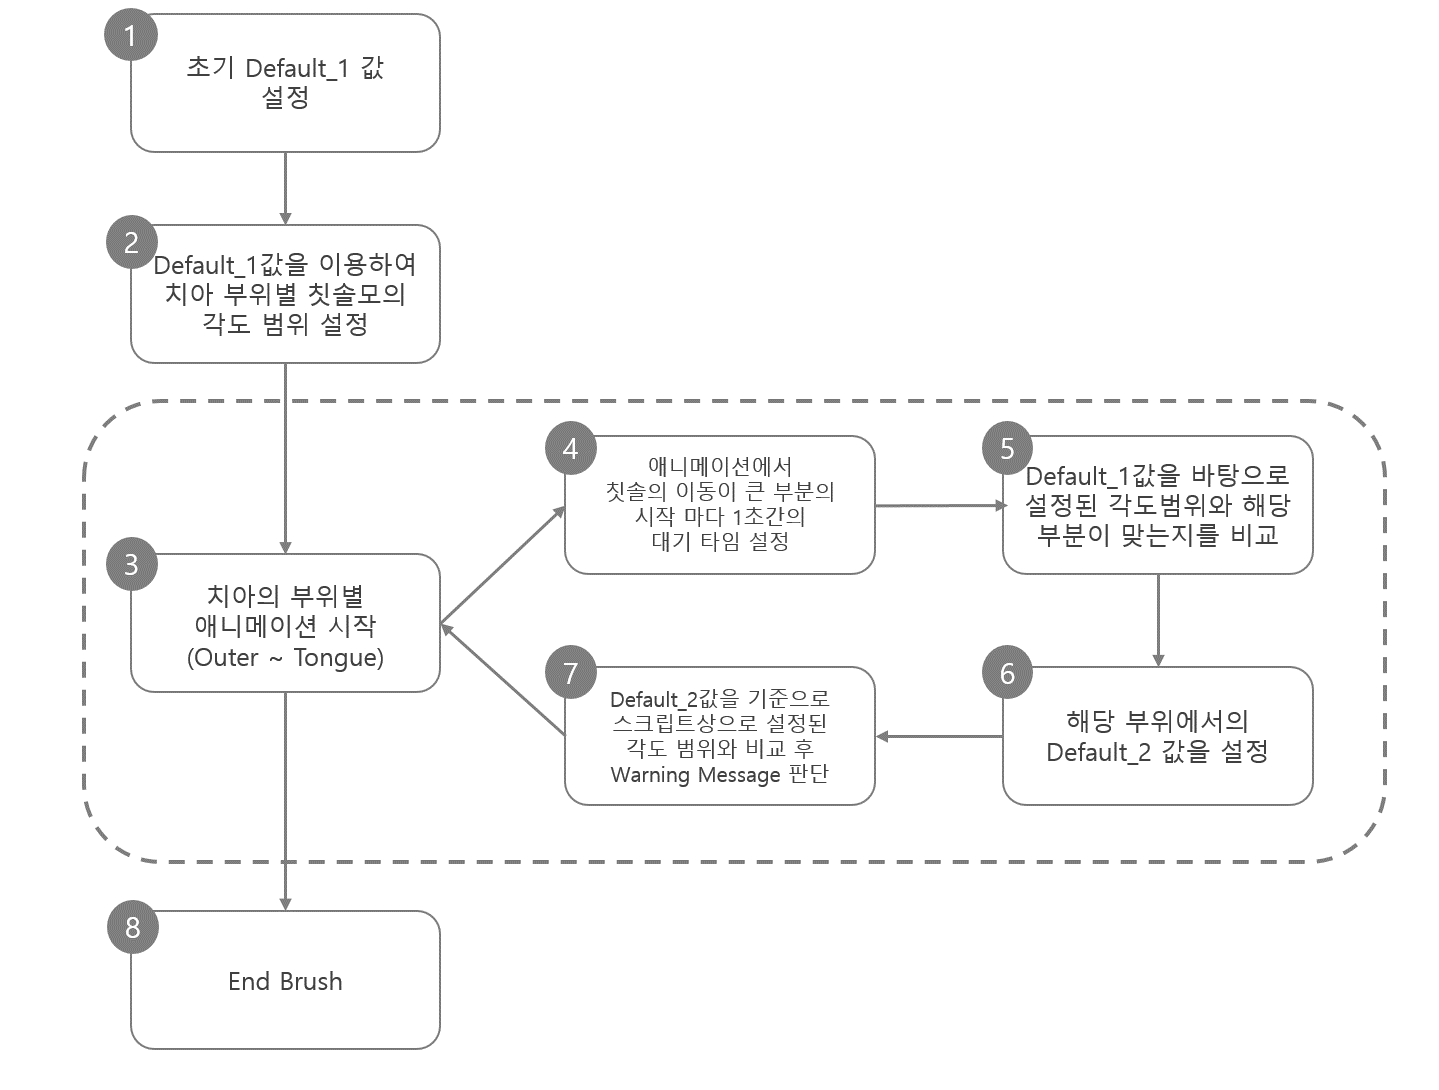 1
초기 Default_1 값
설정
2
Default_1값을 이용하여
치아 부위별 칫솔모의
각도 범위 설정
3
치아의 부위별
애니메이션 시작
(Outer ~ Tongue)
4
애니메이션에서
칫솔의 이동이 큰 부분의
시작 마다 1초간의
대기 타임 설정
5
Default_1값을 바탕으로
설정된 각도범위와 해당
부분이 맞는지를 비교
6
해당 부위에서의
Default_2 값을 설정
7
Default_2값을 기준으로
스크립트상으로 설정된
각도 범위와 비교 후
Warning Message 판단
8
End Brush